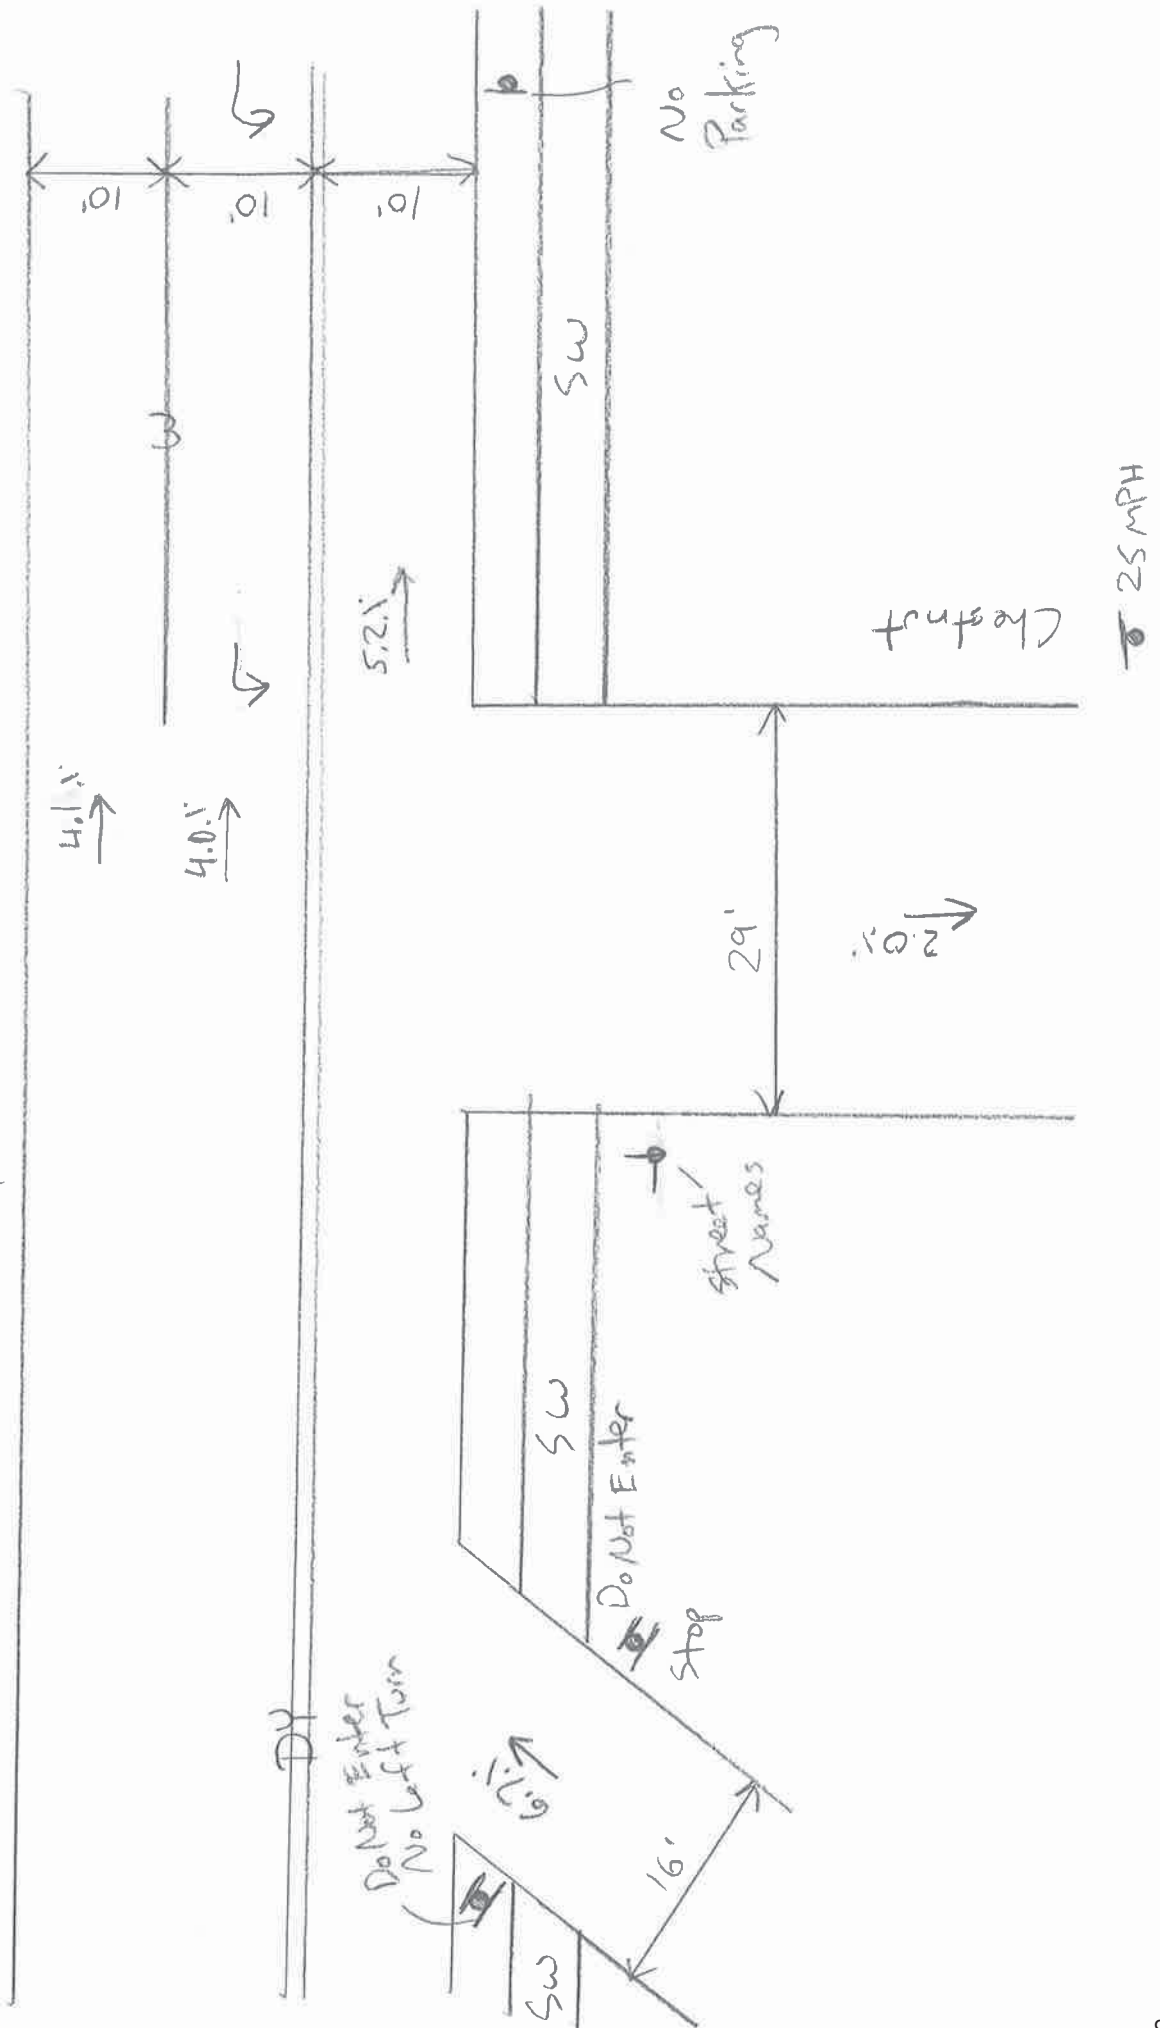 10'
10'
10'
No
Parking
W
SW
4.1%
4.0%
5.2%
Chestnut
25 MPH
29'
2.0%
Street
Names
SW
Do Not Enter
Stop
DY
Do Not Enter
No Left Turn
6.2%
16'
SW